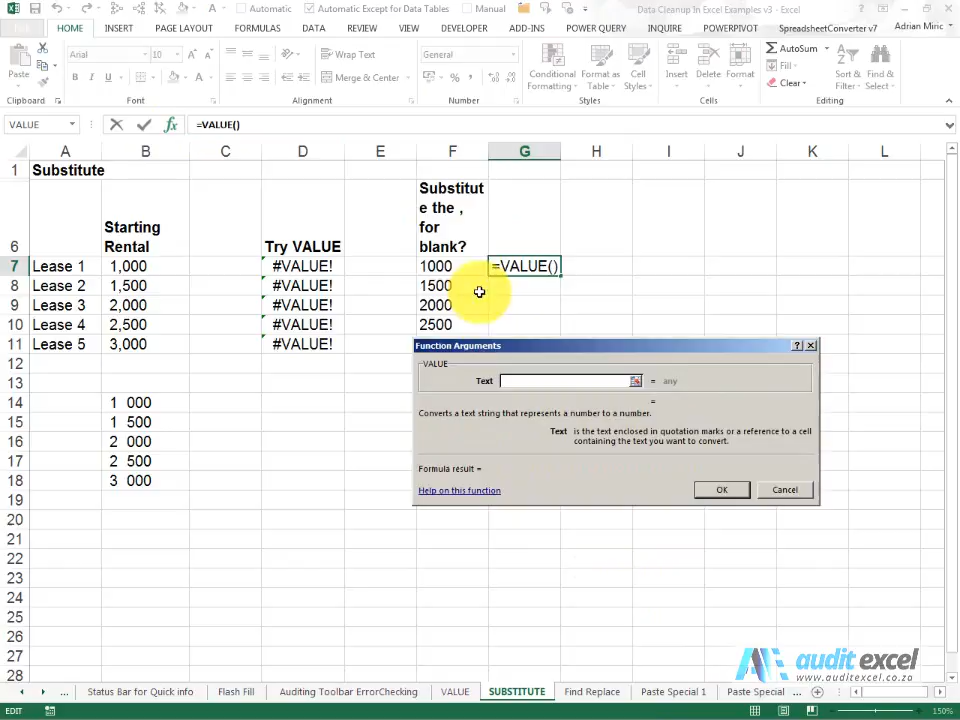 Data Cleanup In Excel Examples v3 - Excel
Automatic
Automatic Except for Data Tables
Manual
HOME INSERT PAGE LAYOUT FORMULAS DATA REVIEW VIEW DEVELOPER ADD-INS POWER QUERY INQUIRE POWERPIVOT SpreadsheetConverter v7 Adrian Miric
Paste
Arial 10
B I U
Wrap Text
Merge & Center
General
Conditional Formatting
Format as Table
Cell Styles
Insert Delete Format
AutoSum
Fill
Clear
Sort & Filter
Find & Select
Clipboard Font Alignment Number Styles Cells Editing
VALUE =VALUE()
A B C D E F G H I J K L
1 Substitute
6 Starting Rental Try VALUE Substitut e the , for blank?
7 Lease 1 1,000 #VALUE! 1000 =VALUE()
8 Lease 2 1,500 #VALUE! 1500
9 Lease 3 2,000 #VALUE! 2000
10 Lease 4 2,500 #VALUE! 2500
11 Lease 5 3,000 #VALUE!
12
13
14 1 000
15 1 500
16 2 000
17 2 500
18 3 000
19
20
21
22
23
24
25
26
27
28
Function Arguments
VALUE
Text = any
=
Converts a text string that represents a number to a number.
Text is the text enclosed in quotation marks or a reference to a cell
containing the text you want to convert.
Formula result =
Help on this function
OK Cancel
audit excel
www.auditexcel.co.za
... Status Bar for Quick info Flash Fill Auditing Toolbar ErrorChecking VALUE SUBSTITUTE Find Replace Paste Special 1 Paste Special ...
EDIT 150%